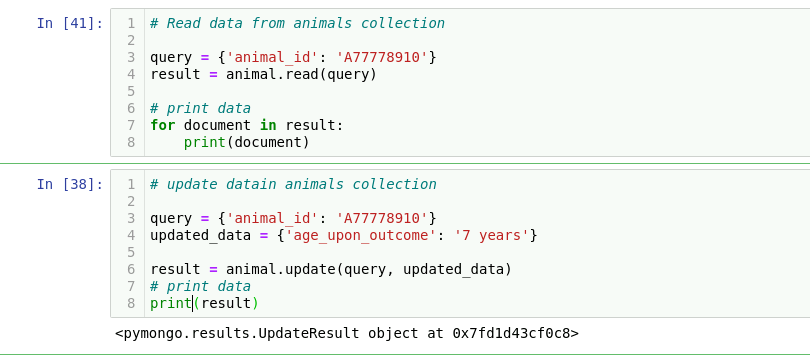 In [41]:
1 # Read data from animals collection
2
3 query = {'animal_id': 'A77778910'}
4 result = animal.read(query)
5
6 # print data
7 for document in result:
8     print(document)
In [38]:
1 # update datain animals collection
2
3 query = {'animal_id': 'A77778910'}
4 updated_data = {'age_upon_outcome': '7 years'}
5
6 result = animal.update(query, updated_data)
7 # print data
8 print(result)
<pymongo.results.UpdateResult object at 0x7fd1d43cf0c8>